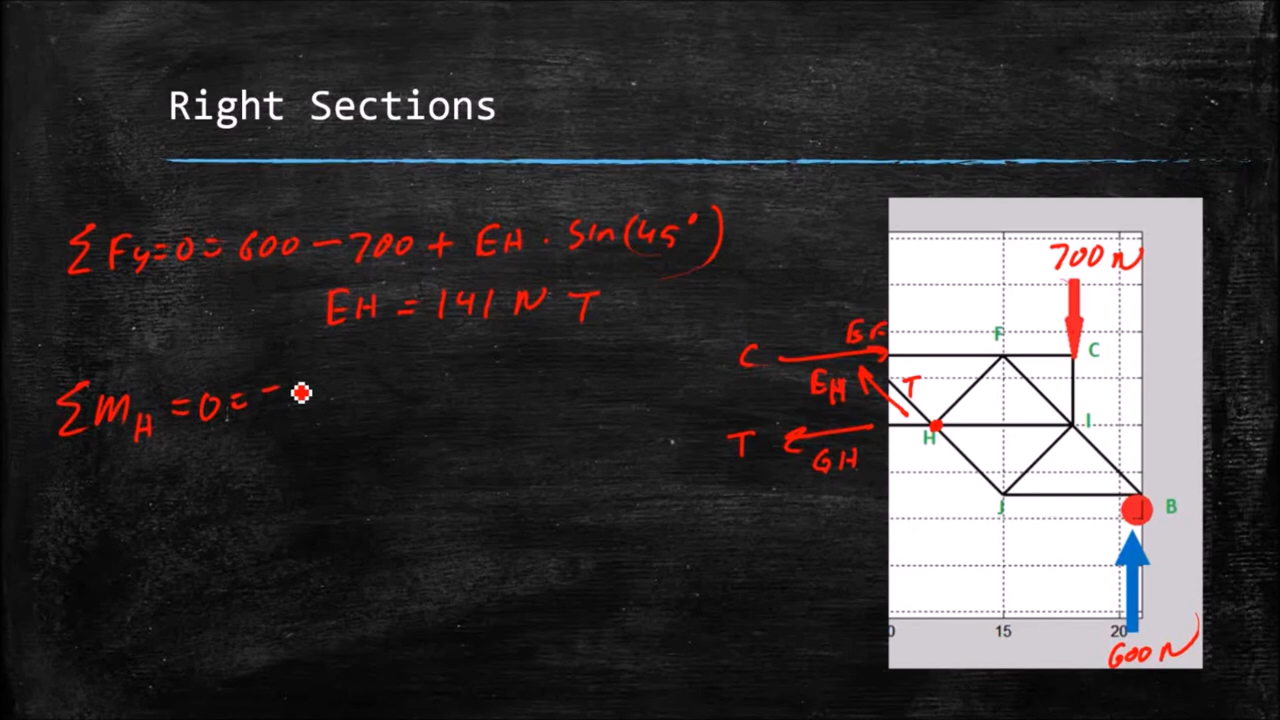 Right Sections
ΣFy=0=600-700+EH·sin(45°)
EH=141 N T
ΣM_H=0=-
700 N
F
C
EF
C
EH
T
I
H
T
GH
J
B
0
15
20
600 N